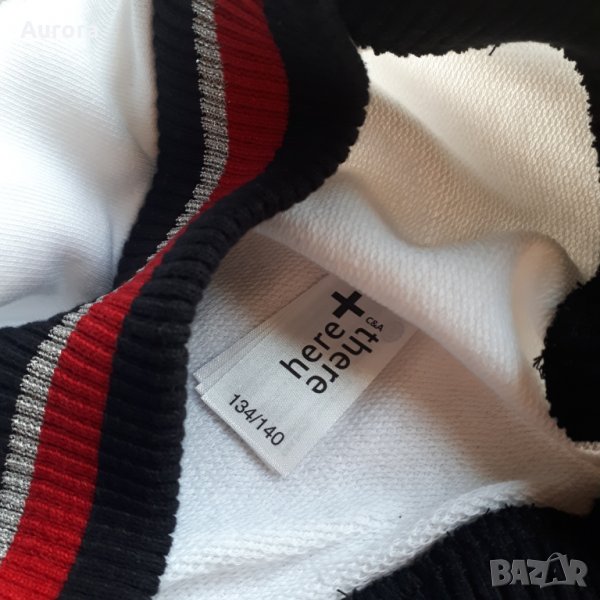 Aurora
here
+
there
C&A
134/140
BAZAR